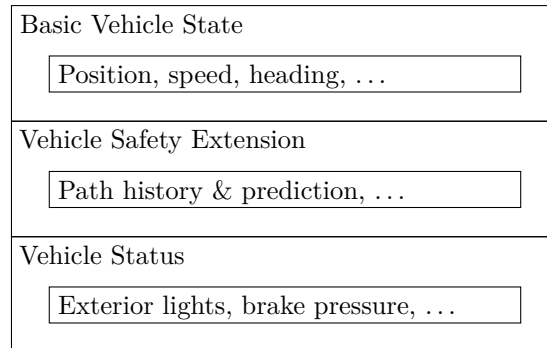 Basic Vehicle State
Position, speed, heading, …
Vehicle Safety Extension
Path history & prediction, …
Vehicle Status
Exterior lights, brake pressure, …